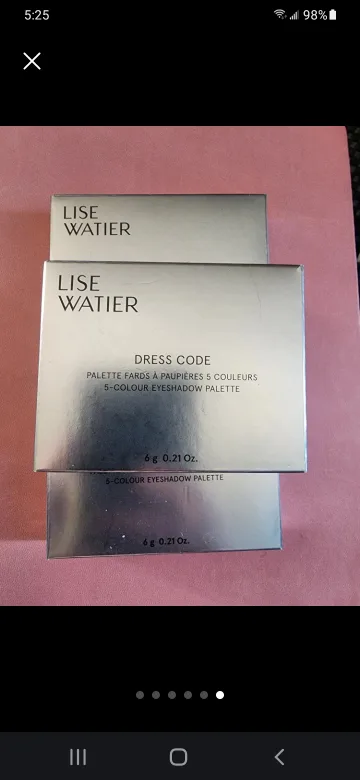 5:25
98%
LISE
WATIER
LISE
WATIER
DRESS CODE
PALETTE FARDS À PAUPIÈRES 5 COULEURS
5-COLOUR EYESHADOW PALETTE
6 g 0.21 Oz.
5-COLOUR EYESHADOW PALETTE
6 g 0.21 Oz.